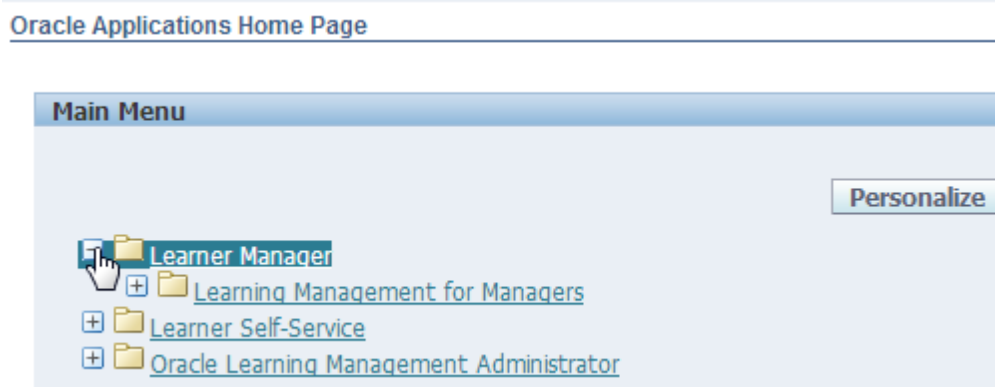 Oracle Applications Home Page
Main Menu
Personalize
Learner Manager
Learning Management for Managers
Learner Self-Service
Oracle Learning Management Administrator